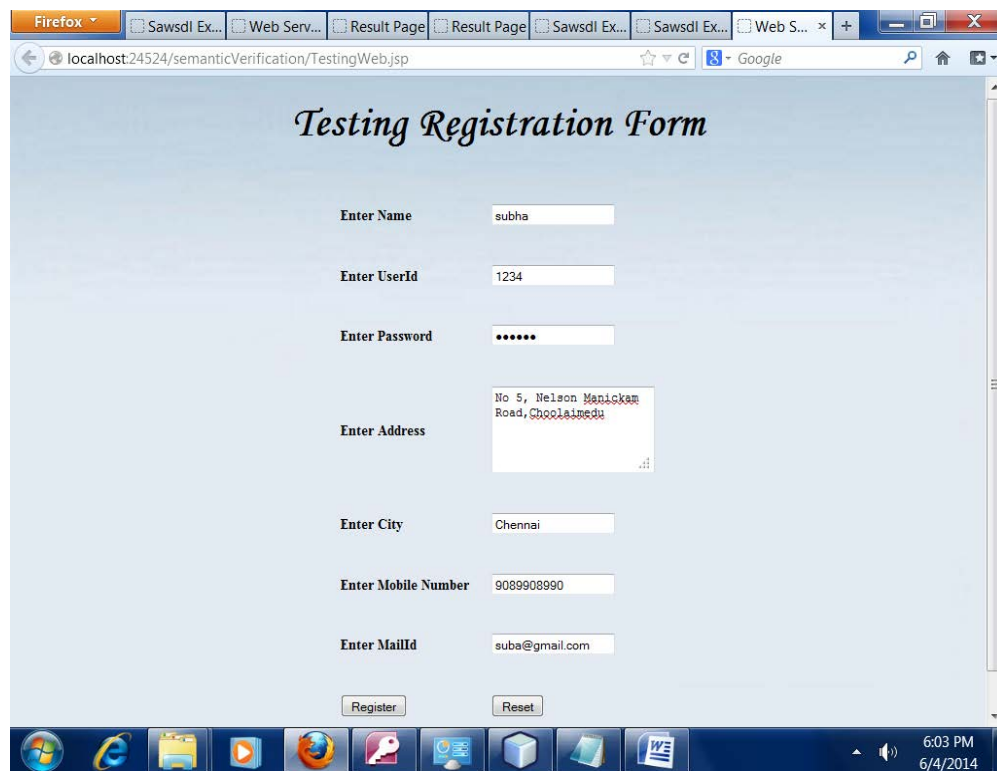 Firefox
Sawsdl Ex...
Web Serv...
Result Page
Result Page
Sawsdl Ex...
Sawsdl Ex...
Web S... ×
+
localhost:24524/semanticVerification/TestingWeb.jsp
Google
Testing Registration Form
Enter Name subha
Enter UserId 1234
Enter Password ••••••
No 5, Nelson Manickam
Road,Choolaimedu
Enter Address
Enter City Chennai
Enter Mobile Number 9089908990
Enter MailId suba@gmail.com
Register Reset
6:03 PM
6/4/2014